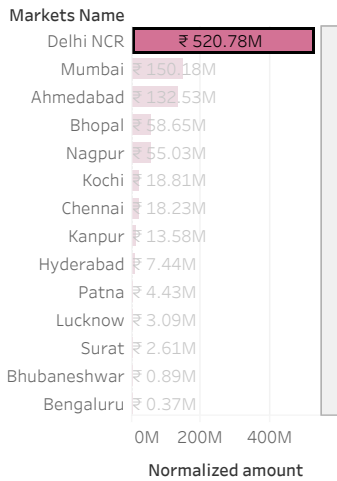 Markets Name
Delhi NCR ₹ 520.78M
Mumbai ₹ 150.18M
Ahmedabad ₹ 132.53M
Bhopal ₹ 58.65M
Nagpur ₹ 55.03M
Kochi ₹ 18.81M
Chennai ₹ 18.23M
Kanpur ₹ 13.58M
Hyderabad ₹ 7.44M
Patna ₹ 4.43M
Lucknow ₹ 3.09M
Surat ₹ 2.61M
Bhubaneshwar ₹ 0.89M
Bengaluru ₹ 0.37M
0M 200M 400M
Normalized amount